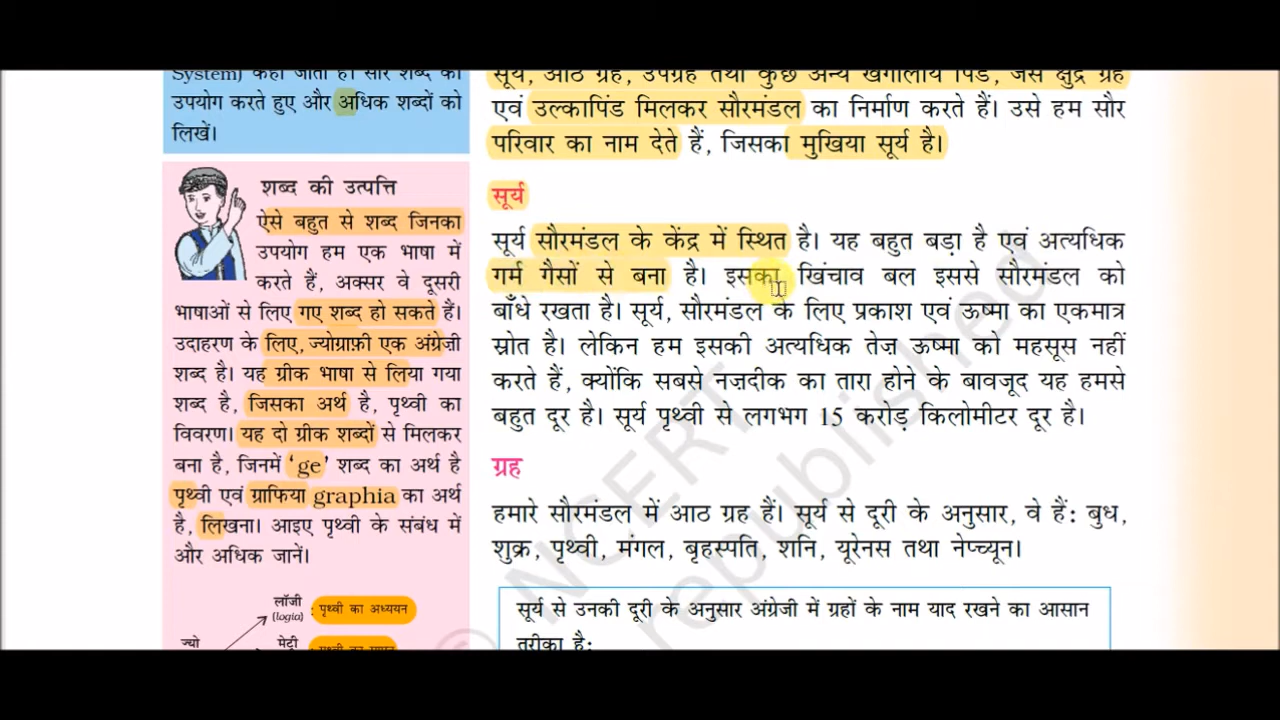 System) कहा जाता है। सौर शब्द का
उपयोग करते हुए और अधिक शब्दों को
लिखें।
शब्द की उत्पत्ति
ऐसे बहुत से शब्द जिनका
उपयोग हम एक भाषा में
करते हैं, अक्सर वे दूसरी
भाषाओं से लिए गए शब्द हो सकते हैं।
उदाहरण के लिए, ज्योग्राफ़ी एक अंग्रेजी
शब्द है। यह ग्रीक भाषा से लिया गया
शब्द है, जिसका अर्थ है, पृथ्वी का
विवरण। यह दो ग्रीक शब्दों से मिलकर
बना है, जिनमें ‘ge’ शब्द का अर्थ है
पृथ्वी एवं ग्राफिया graphia का अर्थ
है, लिखना। आइए पृथ्वी के संबंध में
और अधिक जानें।
लॉजी : पृथ्वी का अध्ययन
(logia)
ज्यो मेट्री : पृथ्वी का मापन
सूर्य, आठ ग्रह, उपग्रह तथा कुछ अन्य खगोलीय पिंड, जैसे क्षुद्र ग्रह
एवं उल्कापिंड मिलकर सौरमंडल का निर्माण करते हैं। उसे हम सौर
परिवार का नाम देते हैं, जिसका मुखिया सूर्य है।
सूर्य
सूर्य सौरमंडल के केंद्र में स्थित है। यह बहुत बड़ा है एवं अत्यधिक
गर्म गैसों से बना है। इसका खिंचाव बल इससे सौरमंडल को
बाँधे रखता है। सूर्य, सौरमंडल के लिए प्रकाश एवं ऊष्मा का एकमात्र
स्रोत है। लेकिन हम इसकी अत्यधिक तेज़ ऊष्मा को महसूस नहीं
करते हैं, क्योंकि सबसे नज़दीक का तारा होने के बावजूद यह हमसे
बहुत दूर है। सूर्य पृथ्वी से लगभग 15 करोड़ किलोमीटर दूर है।
ग्रह
हमारे सौरमंडल में आठ ग्रह हैं। सूर्य से दूरी के अनुसार, वे हैं: बुध,
शुक्र, पृथ्वी, मंगल, बृहस्पति, शनि, यूरेनस तथा नेप्च्यून।
सूर्य से उनकी दूरी के अनुसार अंग्रेजी में ग्रहों के नाम याद रखने का आसान
तरीका है:
© NCERT
republished